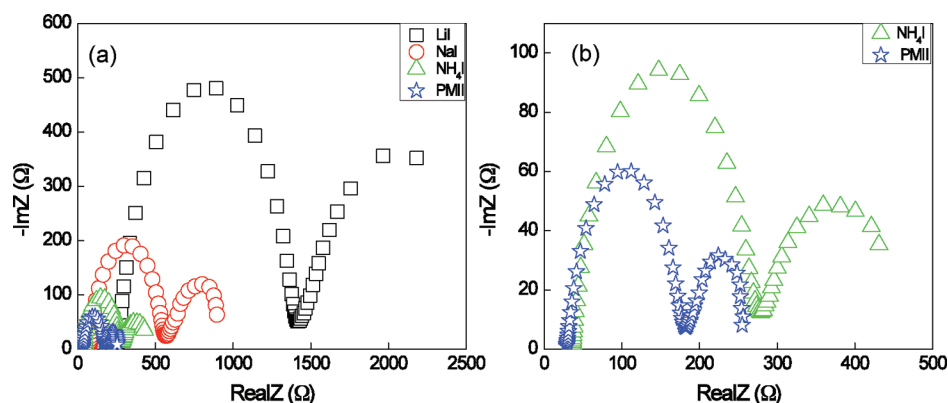 (a)
LiI
NaI
NH₄I
PMII
-ImZ (Ω)
600
500
400
300
200
100
0
0 500 1000 1500 2000 2500
RealZ (Ω)
(b)
NH₄I
PMII
-ImZ (Ω)
100
80
60
40
20
0
0 100 200 300 400 500
RealZ (Ω)